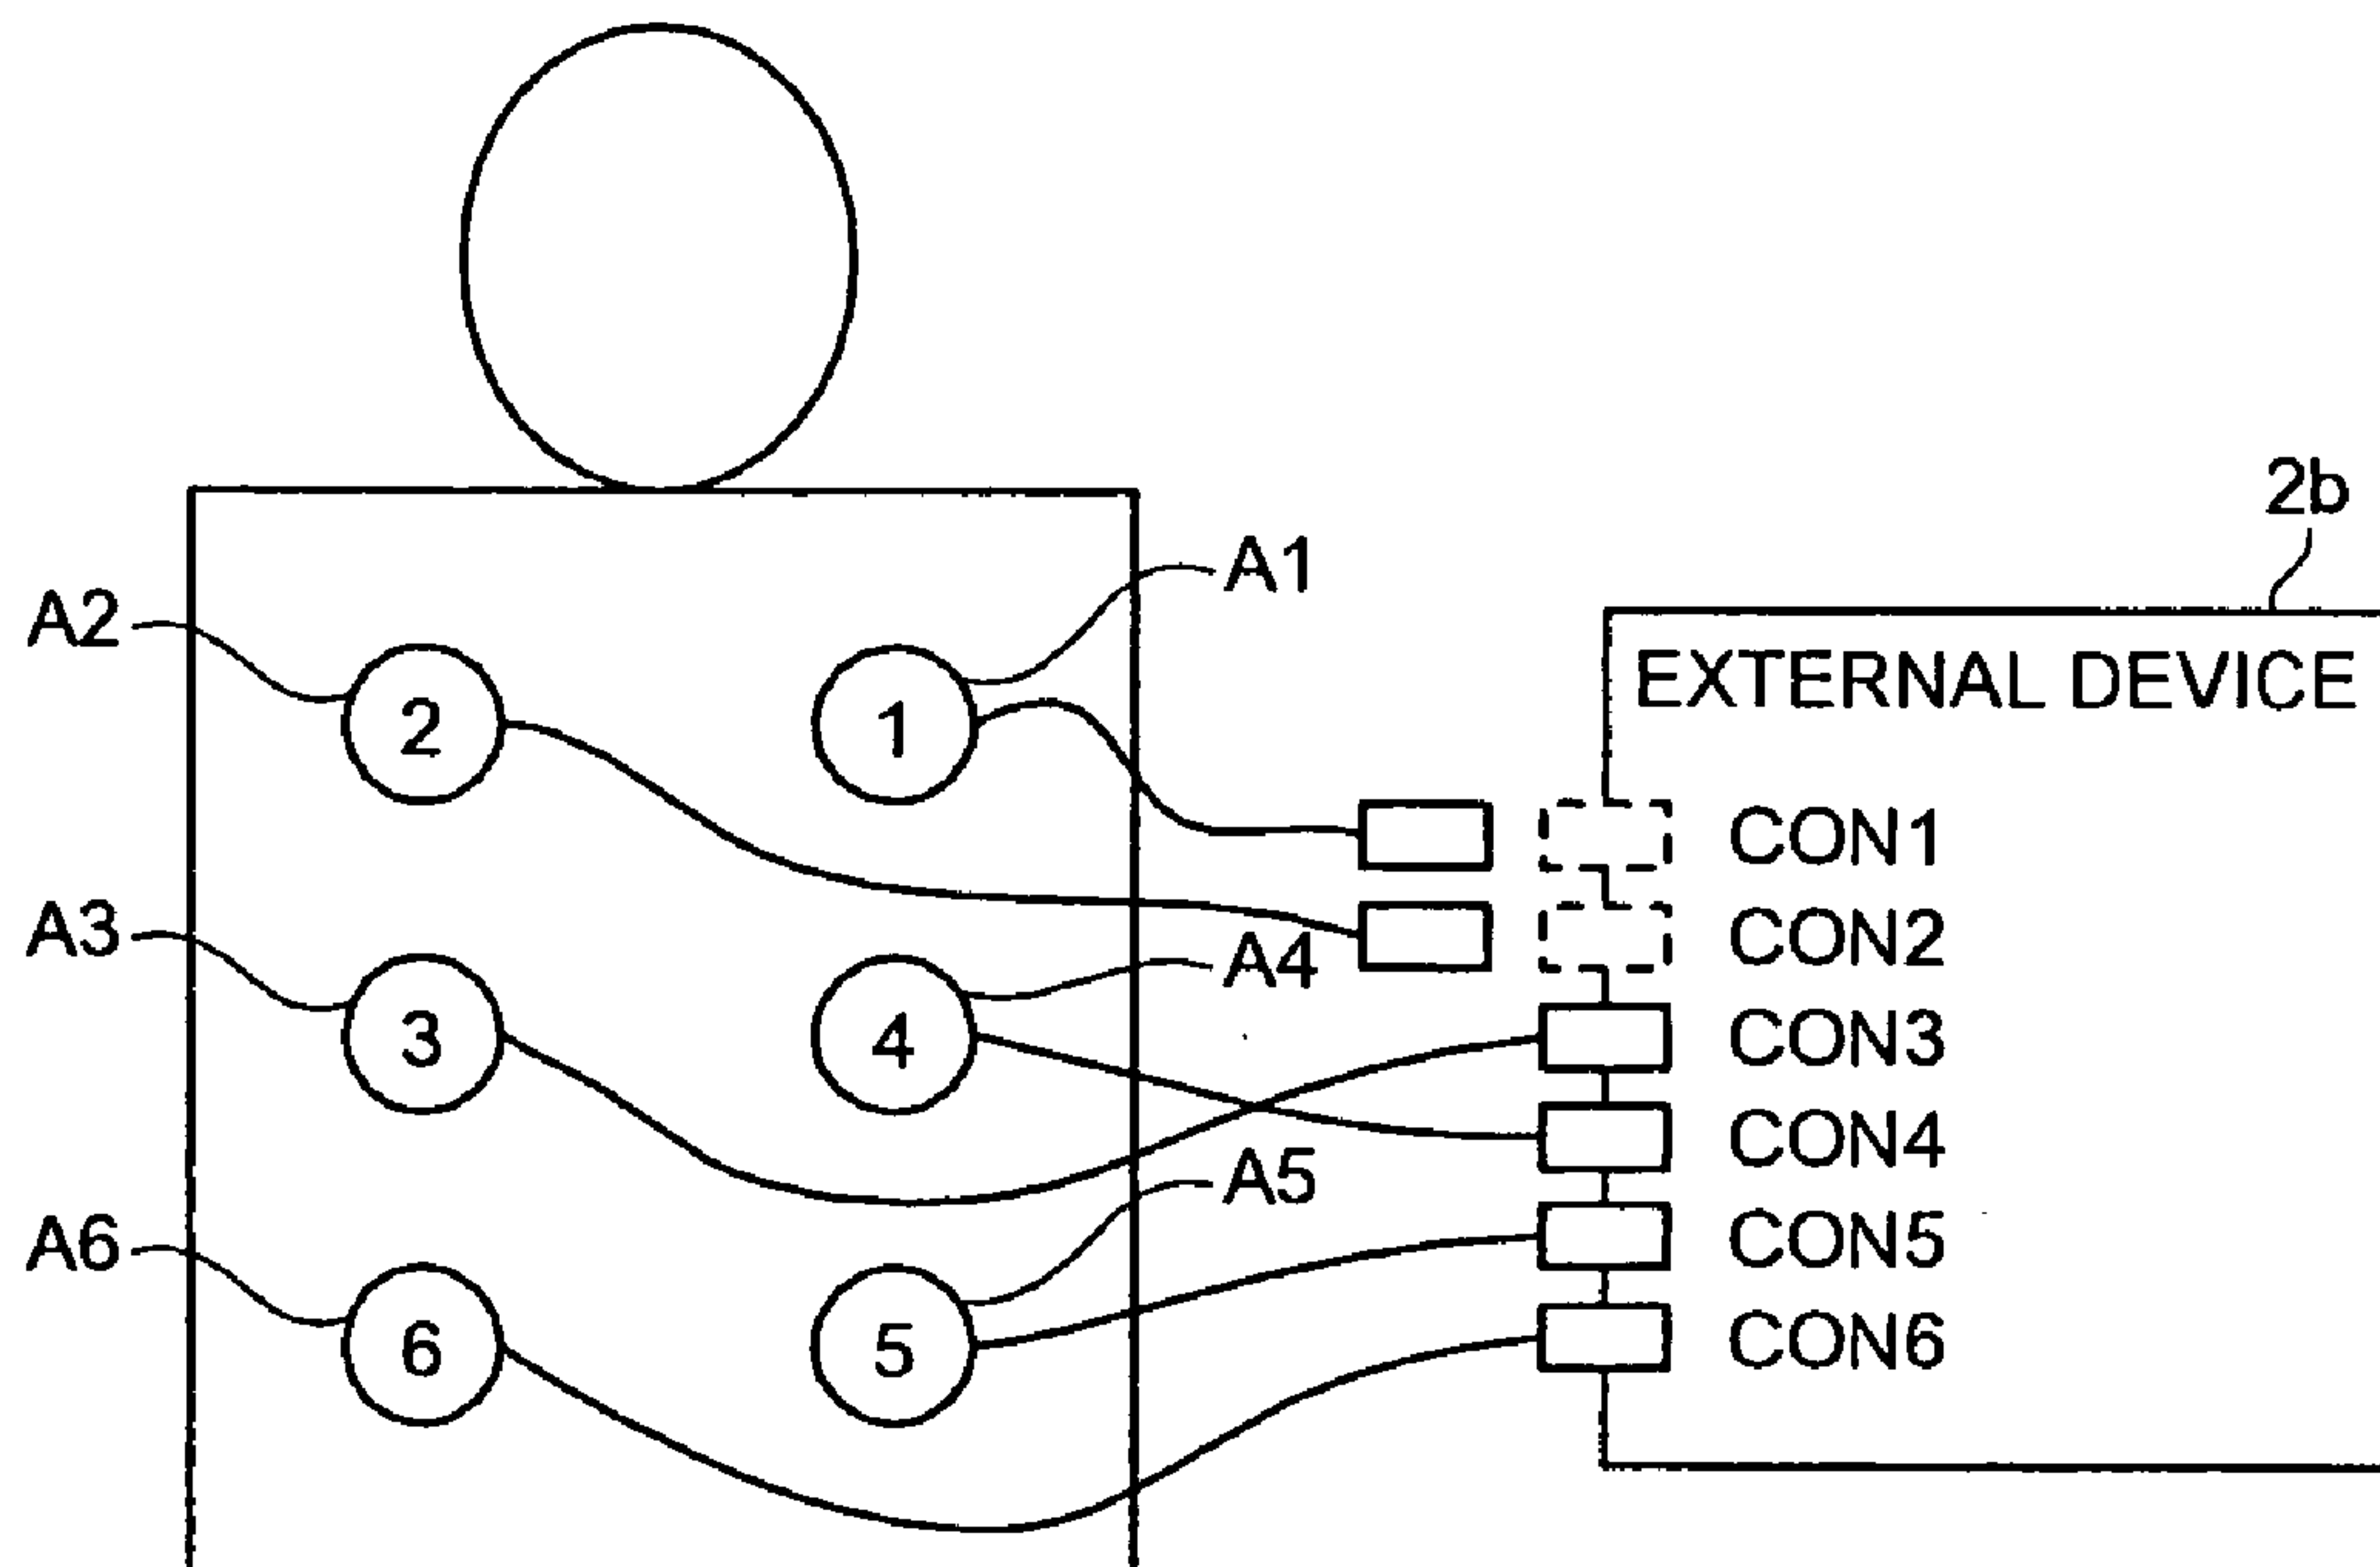 2b
A1
A2
EXTERNAL DEVICE
2
1
CON1
A3
A4
CON2
3
4
CON3
CON4
A5
A6
CON5
6
5
CON6